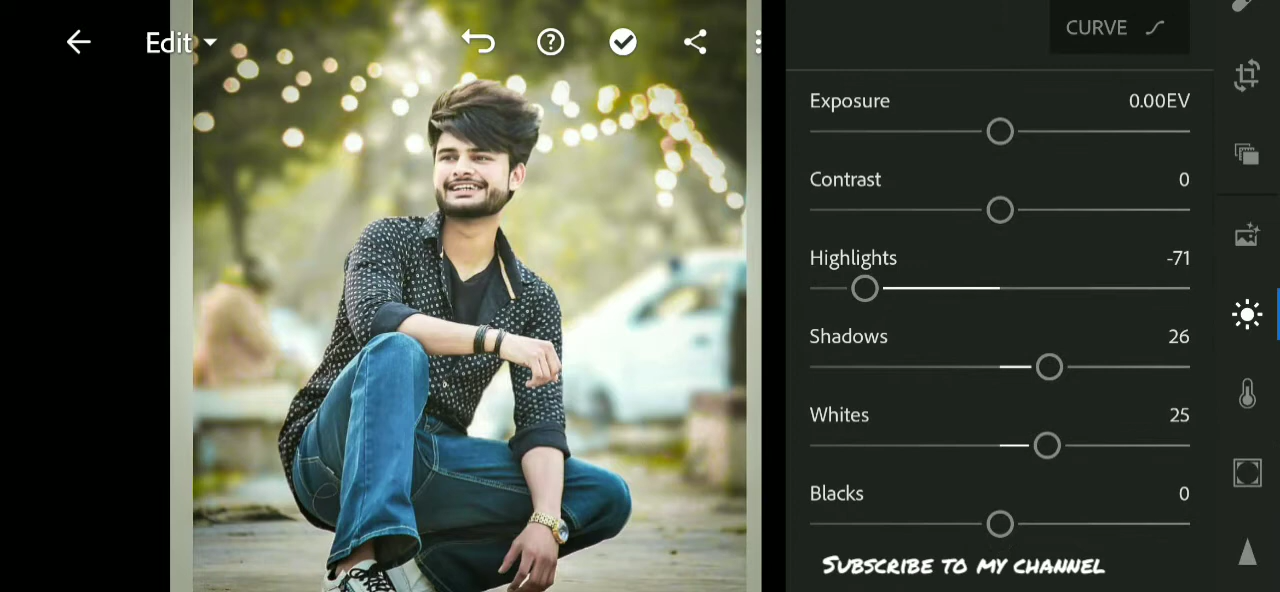 Edit
CURVE
Exposure 0.00EV
Contrast 0
Highlights -71
Shadows 26
Whites 25
Blacks 0
SUBSCRIBE TO MY CHANNEL